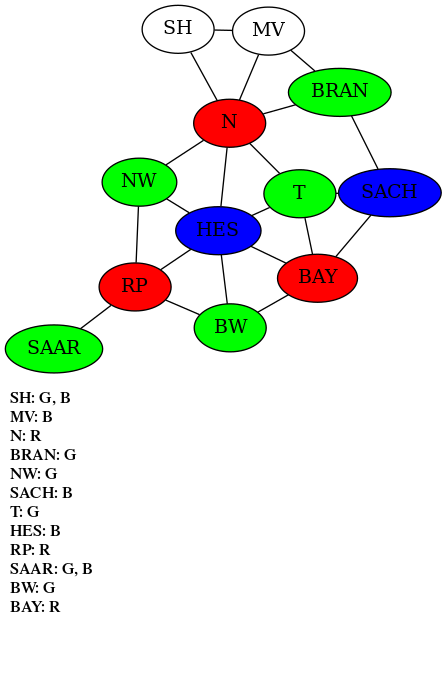 SH
MV
BRAN
N
NW
T
SACH
HES
BAY
RP
BW
SAAR
SH: G, B
MV: B
N: R
BRAN: G
NW: G
SACH: B
T: G
HES: B
RP: R
SAAR: G, B
BW: G
BAY: R